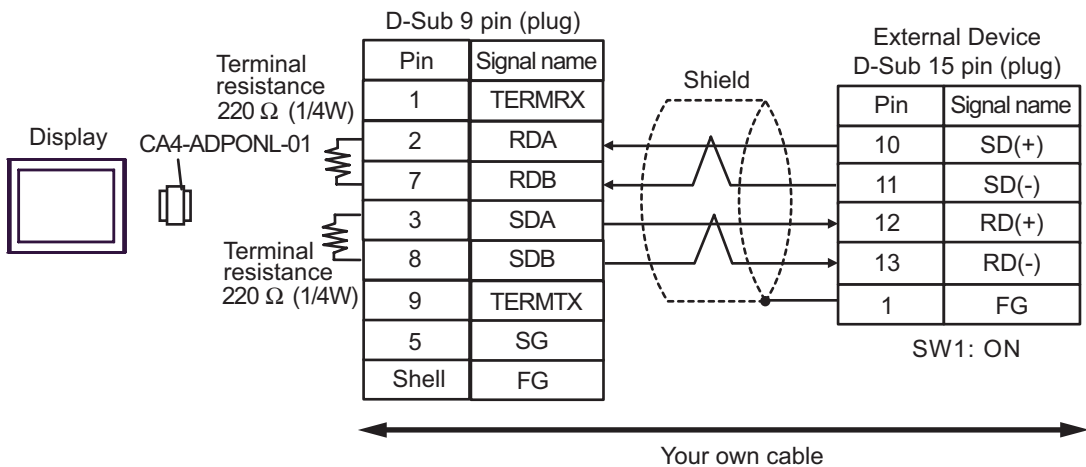 D-Sub 9 pin (plug)
Pin Signal name
1 TERMRX
2 RDA
7 RDB
3 SDA
8 SDB
9 TERMTX
5 SG
Shell FG
Terminal
resistance
220 Ω (1/4W)
Display
CA4-ADPONL-01
Terminal
resistance
220 Ω (1/4W)
Shield
External Device
D-Sub 15 pin (plug)
Pin Signal name
10 SD(+)
11 SD(-)
12 RD(+)
13 RD(-)
1 FG
SW1: ON
Your own cable